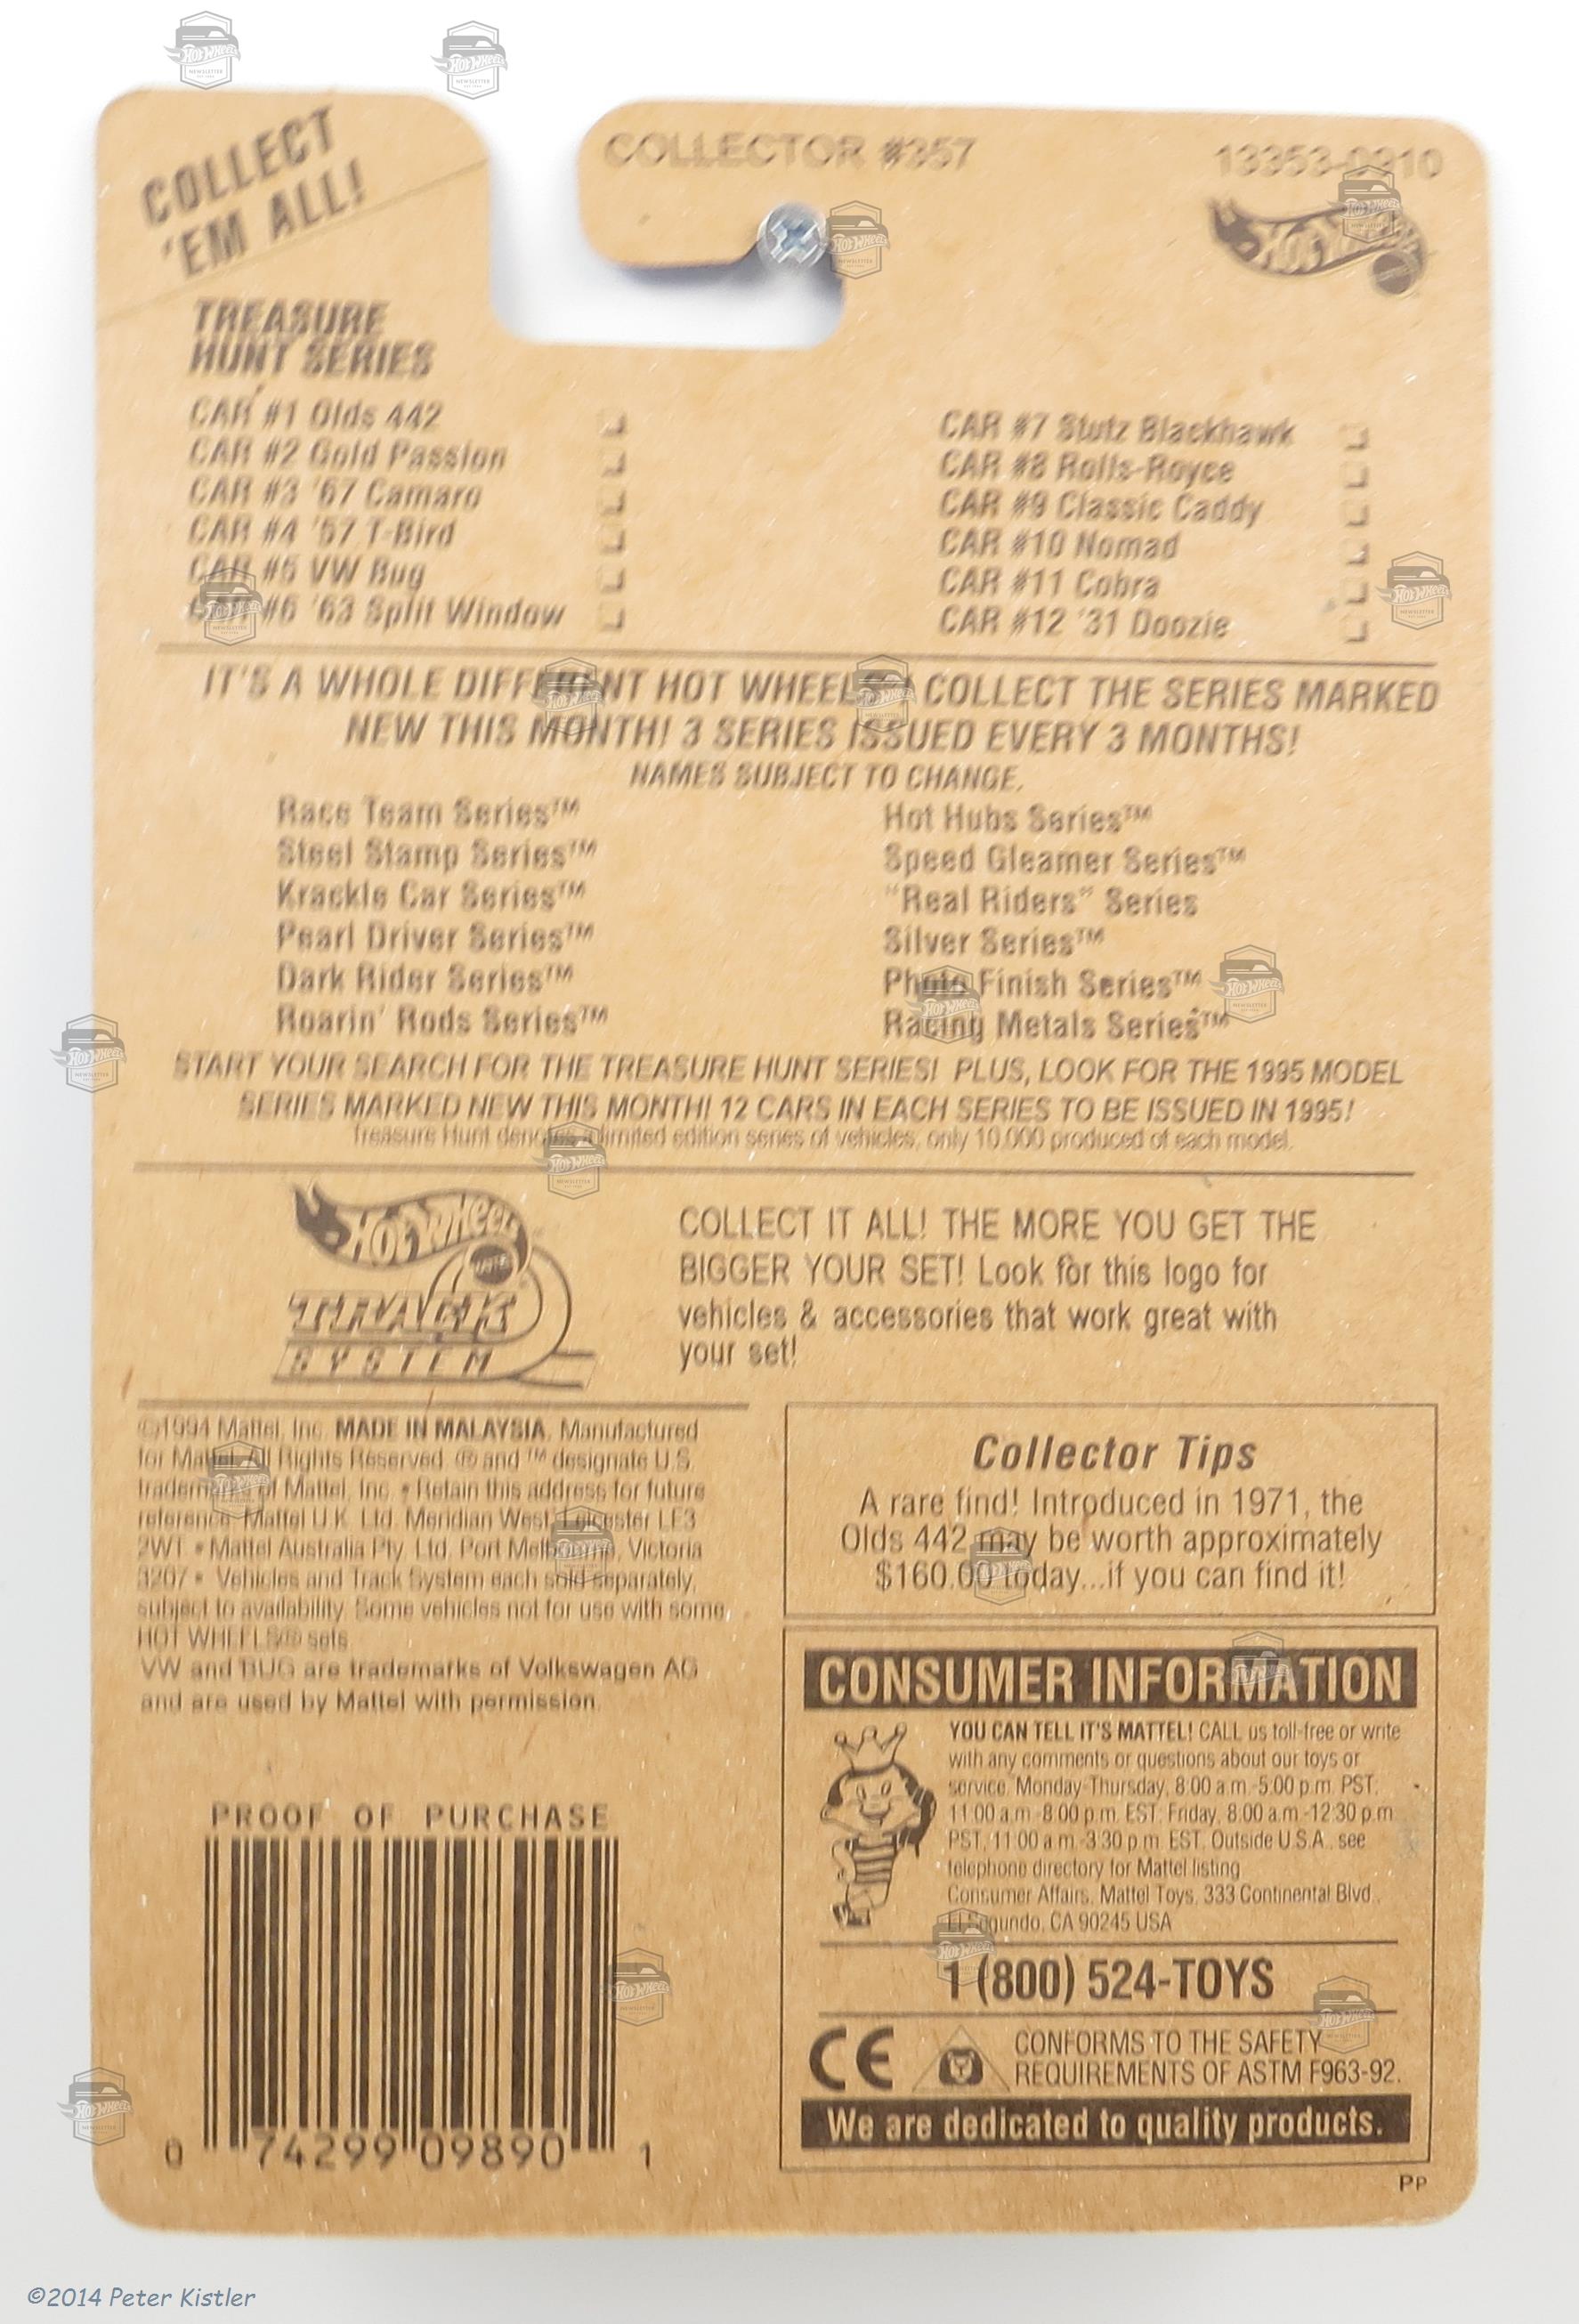 COLLECT
'EM ALL!
COLLECTOR #357
13353-0910
HOT WHEELS
TREASURE
HUNT SERIES
CAR #1 Olds 442
CAR #2 Gold Passion
CAR #3 '67 Camaro
CAR #4 '57 T-Bird
CAR #5 VW Bug
CAR #6 '63 Split Window
CAR #7 Stutz Blackhawk
CAR #8 Rolls-Royce
CAR #9 Classic Caddy
CAR #10 Nomad
CAR #11 Cobra
CAR #12 '31 Doozie
IT'S A WHOLE DIFFERENT HOT WHEELS COLLECT THE SERIES MARKED
NEW THIS MONTH! 3 SERIES ISSUED EVERY 3 MONTHS!
NAMES SUBJECT TO CHANGE.
Race Team Series™
Steel Stamp Series™
Krackle Car Series™
Pearl Driver Series™
Dark Rider Series™
Roarin' Rods Series™
Hot Hubs Series™
Speed Gleamer Series™
"Real Riders" Series
Silver Series™
Photo Finish Series™
Racing Metals Series™
START YOUR SEARCH FOR THE TREASURE HUNT SERIES! PLUS, LOOK FOR THE 1995 MODEL
SERIES MARKED NEW THIS MONTH! 12 CARS IN EACH SERIES TO BE ISSUED IN 1995!
Treasure Hunt denotes a limited edition series of vehicles, only 10,000 produced of each model.
HOT WHEELS
TRACK
SYSTEM
COLLECT IT ALL! THE MORE YOU GET THE
BIGGER YOUR SET! Look for this logo for
vehicles & accessories that work great with
your set!
©1994 Mattel, Inc. MADE IN MALAYSIA. Manufactured
for Mattel. All Rights Reserved. ® and ™ designate U.S.
trademarks of Mattel, Inc. • Retain this address for future
reference: Mattel U.K. Ltd. Meridian West, Leicester LE3
2WT. • Mattel Australia Pty. Ltd. Port Melbourne, Victoria
3207 • Vehicles and Track System each sold separately,
subject to availability. Some vehicles not for use with some
HOT WHEELS® sets.
VW and BUG are trademarks of Volkswagen AG
and are used by Mattel with permission.
Collector Tips
A rare find! Introduced in 1971, the
Olds 442 may be worth approximately
$160.00 today...if you can find it!
CONSUMER INFORMATION
YOU CAN TELL IT'S MATTEL! CALL us toll-free or write
with any comments or questions about our toys or
service. Monday-Thursday, 8:00 a.m.-5:00 p.m. PST.
11:00 a.m.-8:00 p.m. EST. Friday, 8:00 a.m.-12:30 p.m.
PST, 11:00 a.m.-3:30 p.m. EST. Outside U.S.A., see
telephone directory for Mattel listing
Consumer Affairs, Mattel Toys, 333 Continental Blvd.,
El Segundo, CA 90245 USA
1 (800) 524-TOYS
CE
CONFORMS TO THE SAFETY
REQUIREMENTS OF ASTM F963-92.
We are dedicated to quality products.
PP
PROOF OF PURCHASE
0 74299 09890 1
©2014 Peter Kistler